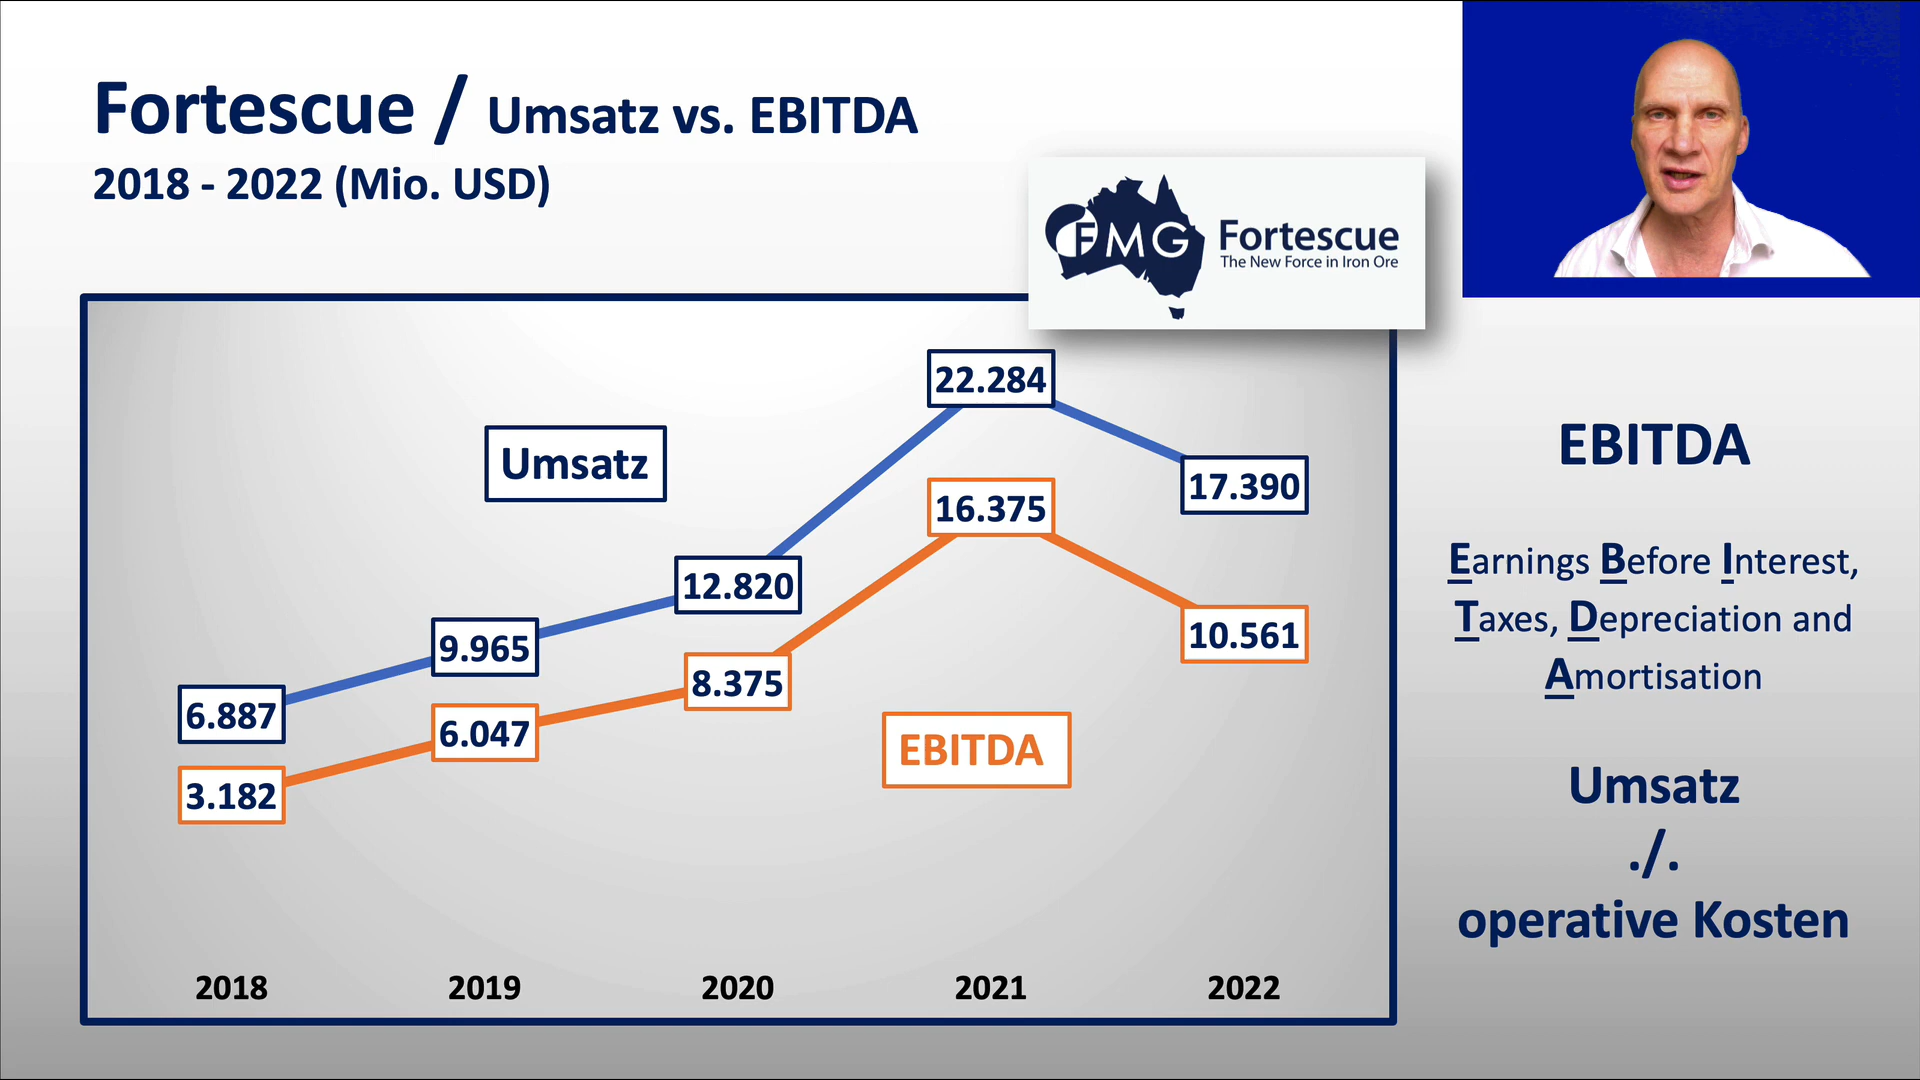 Fortescue / Umsatz vs. EBITDA
2018 - 2022 (Mio. USD)
FMG
Fortescue
The New Force in Iron Ore
22.284
Umsatz
17.390
16.375
12.820
9.965
10.561
8.375
6.887
6.047
EBITDA
3.182
2018 2019 2020 2021 2022
EBITDA
Earnings Before Interest,
Taxes, Depreciation and
Amortisation
Umsatz
./.
operative Kosten